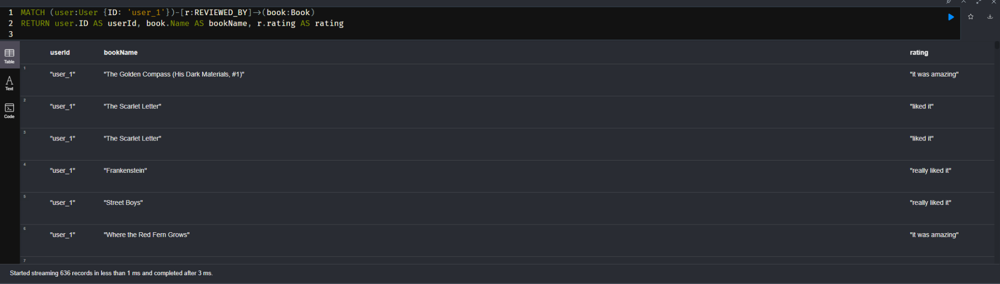 1 MATCH (user:User {ID: 'user_1'})-[r:REVIEWED_BY]→(book:Book)
2 RETURN user.ID AS userId, book.Name AS bookName, r.rating AS rating
3
Table
Text
Code
userId bookName rating
1 "user_1" "The Golden Compass (His Dark Materials, #1)" "it was amazing"
2 "user_1" "The Scarlet Letter" "liked it"
3 "user_1" "The Scarlet Letter" "liked it"
4 "user_1" "Frankenstein" "really liked it"
5 "user_1" "Street Boys" "really liked it"
6 "user_1" "Where the Red Fern Grows" "it was amazing"
7
Started streaming 636 records in less than 1 ms and completed after 3 ms.